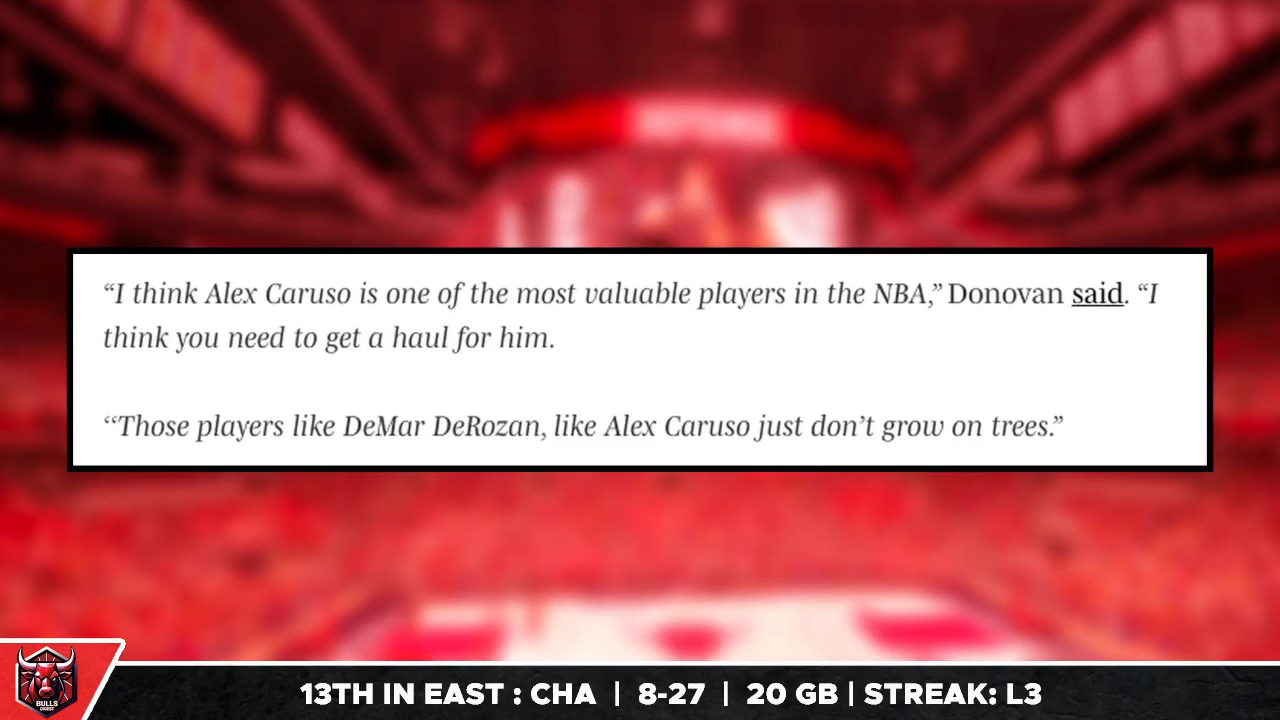 “I think Alex Caruso is one of the most valuable players in the NBA,” Donovan said. “I
think you need to get a haul for him.
“Those players like DeMar DeRozan, like Alex Caruso just don’t grow on trees.”
BULLS
DIGEST
13TH IN EAST : CHA | 8-27 | 20 GB | STREAK: L3